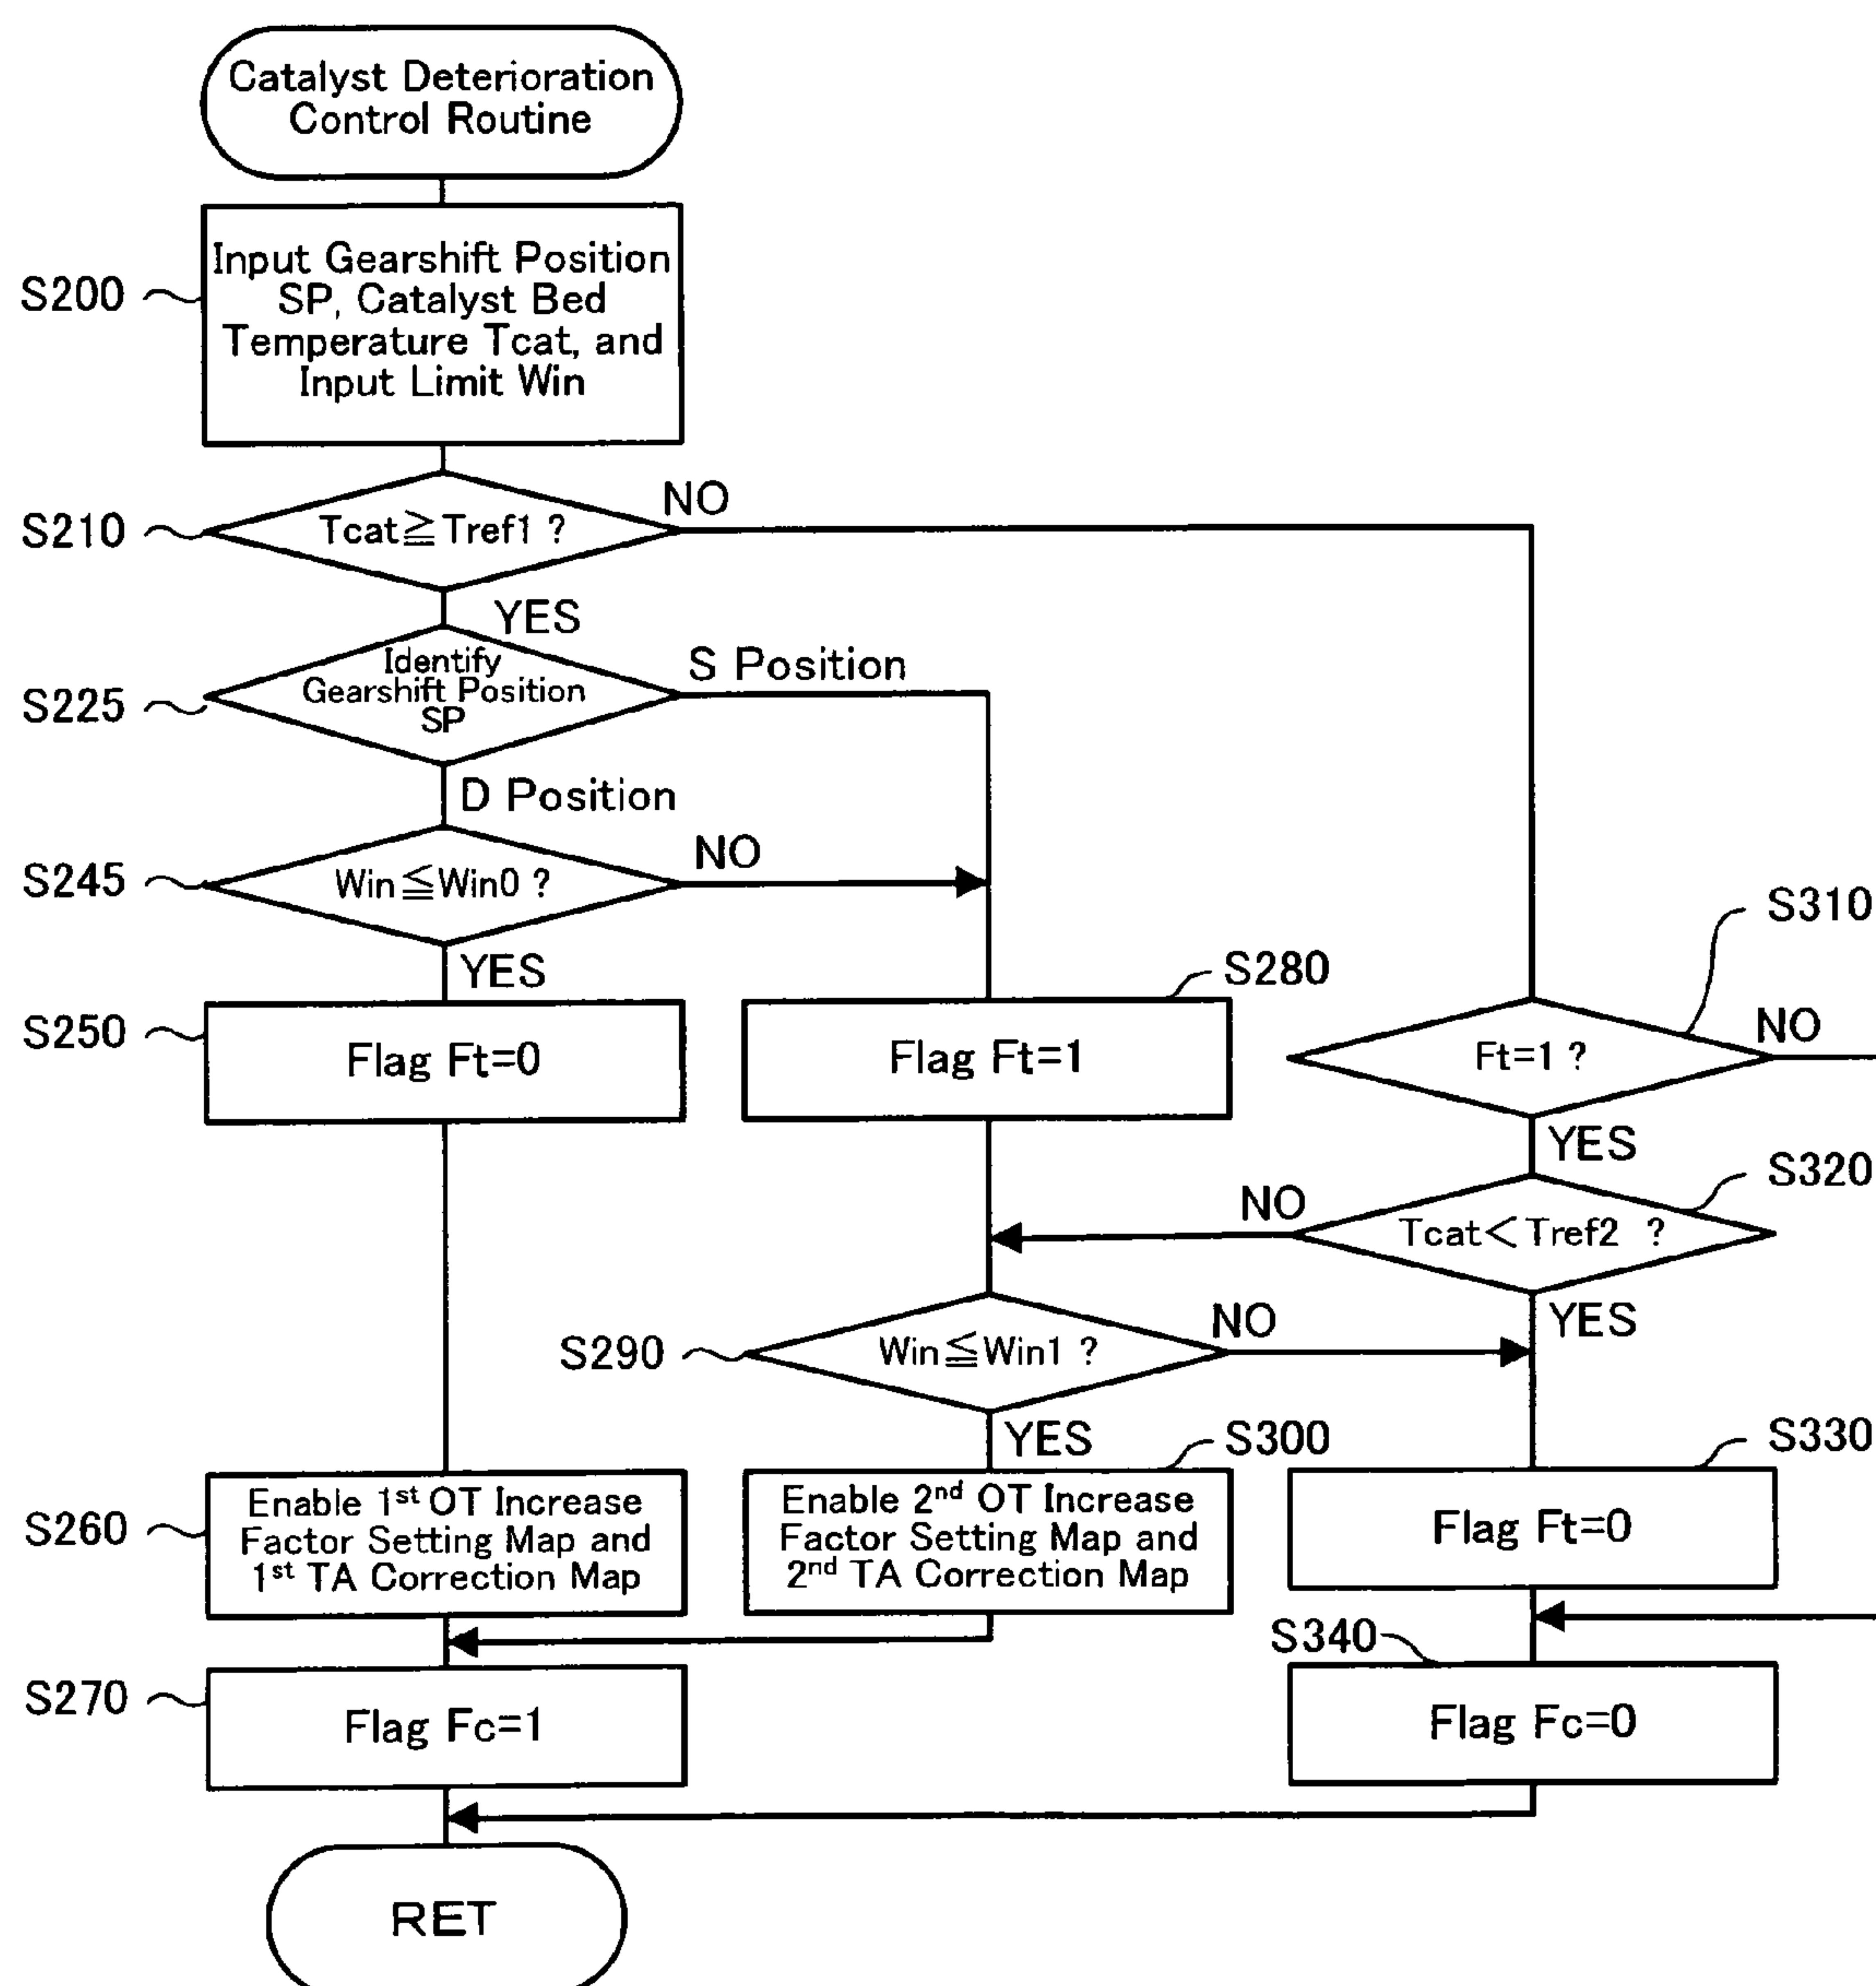 Catalyst Deterioration
Control Routine
S200
Input Gearshift Position
SP, Catalyst Bed
Temperature Tcat, and
Input Limit Win
S210
Tcat≧Tref1 ?
NO
YES
S225
Identify
Gearshift Position
SP
S Position
D Position
S245
Win≦Win0 ?
NO
YES
S250
Flag Ft=0
S280
Flag Ft=1
S310
Ft=1 ?
NO
YES
S320
Tcat<Tref2 ?
NO
YES
S290
Win≦Win1 ?
NO
YES
S260
Enable 1st OT Increase
Factor Setting Map and
1st TA Correction Map
S300
Enable 2nd OT Increase
Factor Setting Map and
2nd TA Correction Map
S330
Flag Ft=0
S270
Flag Fc=1
S340
Flag Fc=0
RET